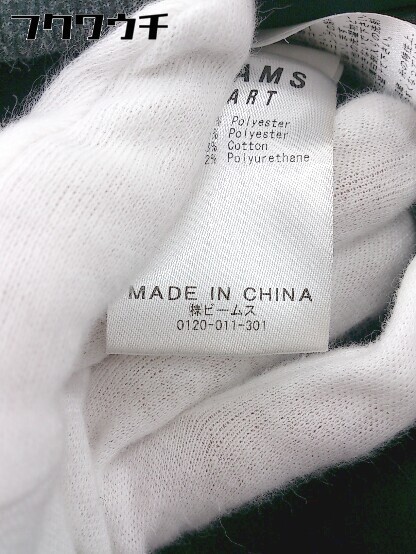 フクワウチ
AMS
ART
% Polyester
% Polyester
3% Cotton
2% Polyurethane
MADE IN CHINA
㈱ビームス
0120-011-301